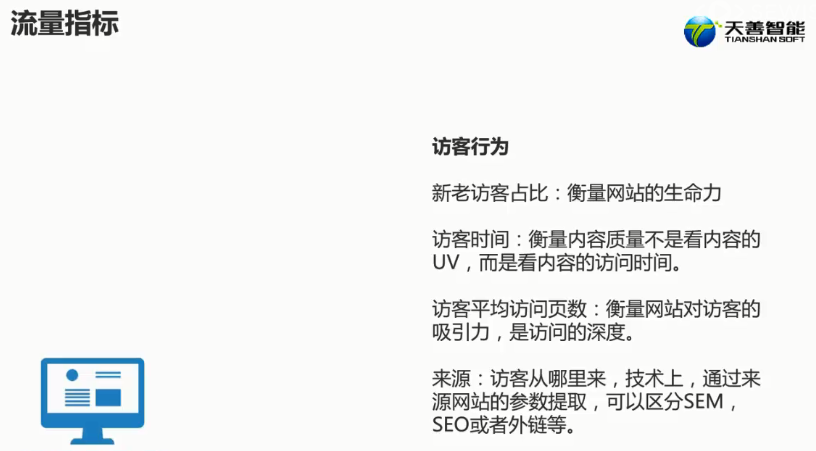 流量指标
天善智能
TIANSHAN SOFT
访客行为
新老访客占比：衡量网站的生命力
访客时间：衡量内容质量不是看内容的
UV，而是看内容的访问时间。
访客平均访问页数：衡量网站对访客的
吸引力，是访问的深度。
来源：访客从哪里来，技术上，通过来
源网站的参数提取，可以区分SEM，
SEO或者外链等。